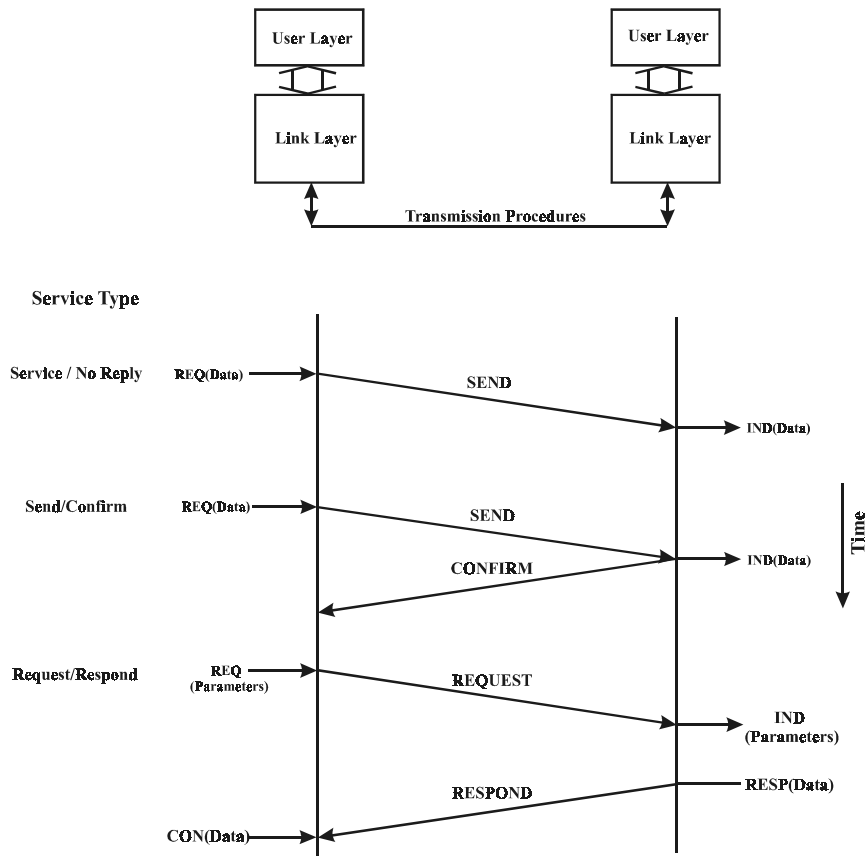 User Layer
User Layer
Link Layer
Link Layer
Transmission Procedures
Service Type
Service / No Reply
REQ(Data)
SEND
IND(Data)
Send/Confirm
REQ(Data)
SEND
CONFIRM
IND(Data)
Time
Request/Respond
REQ
(Parameters)
REQUEST
IND
(Parameters)
RESPOND
RESP(Data)
CON(Data)